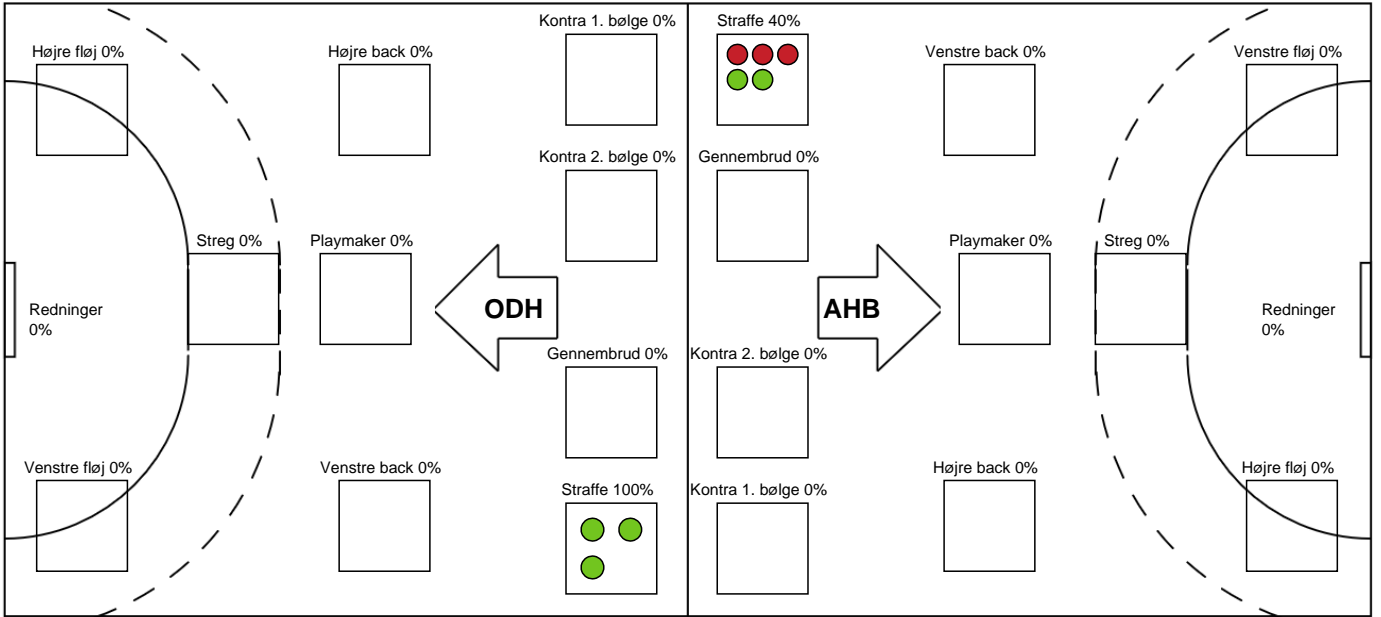 Kontra 1. bølge 0%
Straffe 40%
Højre fløj 0%
Højre back 0%
Venstre back 0%
Venstre fløj 0%
Kontra 2. bølge 0%
Gennembrud 0%
Streg 0%
Playmaker 0%
Playmaker 0%
Streg 0%
Redninger
0%
ODH
AHB
Redninger
0%
Gennembrud 0%
Kontra 2. bølge 0%
Venstre fløj 0%
Venstre back 0%
Højre back 0%
Højre fløj 0%
Straffe 100%
Kontra 1. bølge 0%